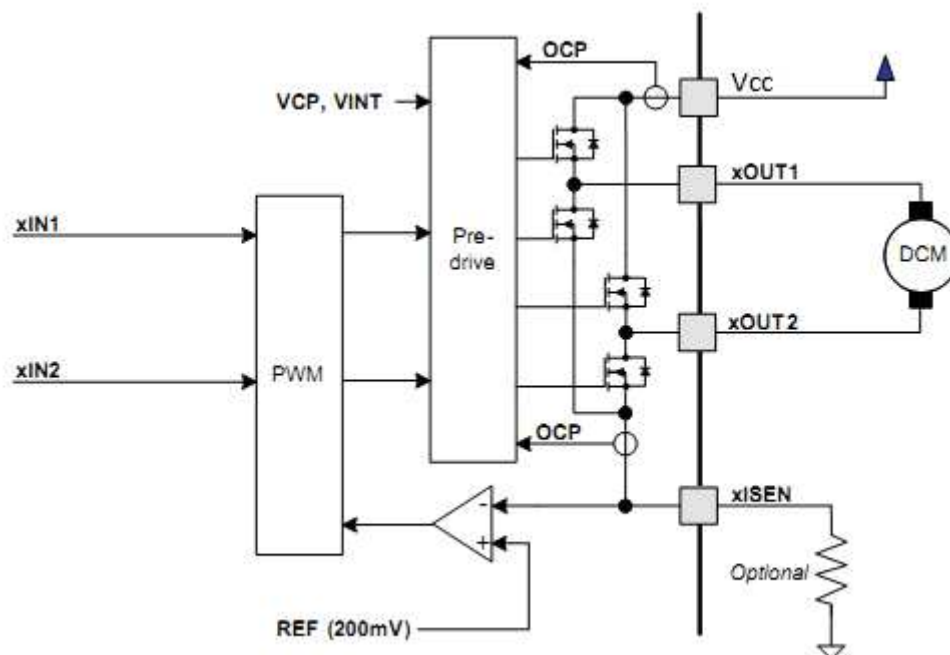 OCP
Vcc
VCP, VINT
xOUT1
xIN1
Pre-
drive
DCM
xOUT2
xIN2
PWM
OCP
xISEN
-
+
Optional
REF (200mV)